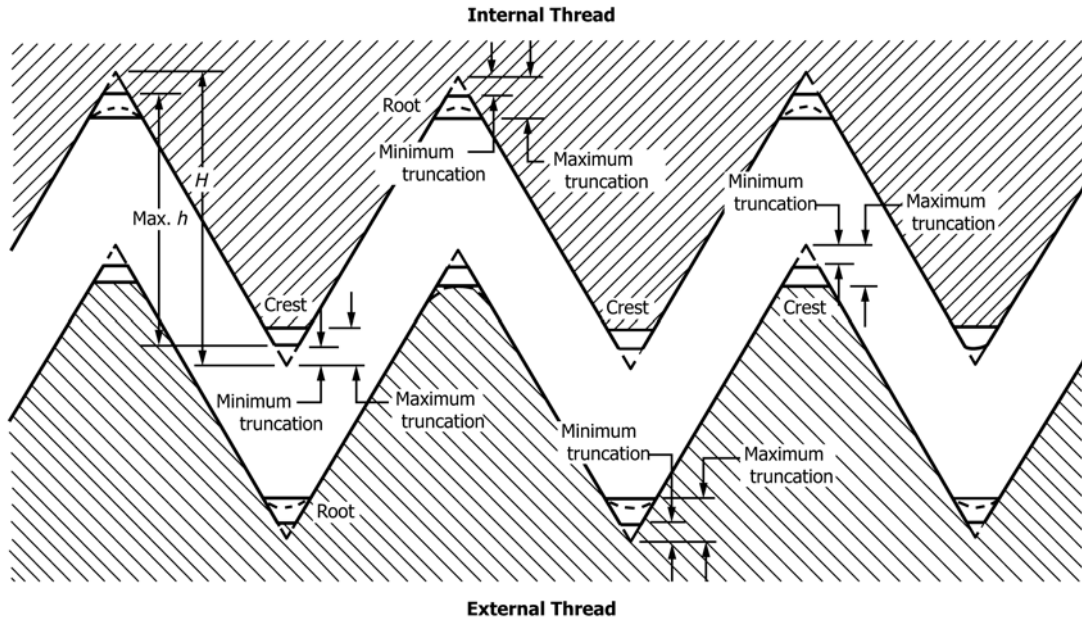 Internal Thread
Root
Minimum
truncation
Maximum
truncation
H
Max. h
Minimum
truncation
Maximum
truncation
Crest
Crest
Crest
Minimum
truncation
Maximum
truncation
Minimum
truncation
Maximum
truncation
Root
External Thread